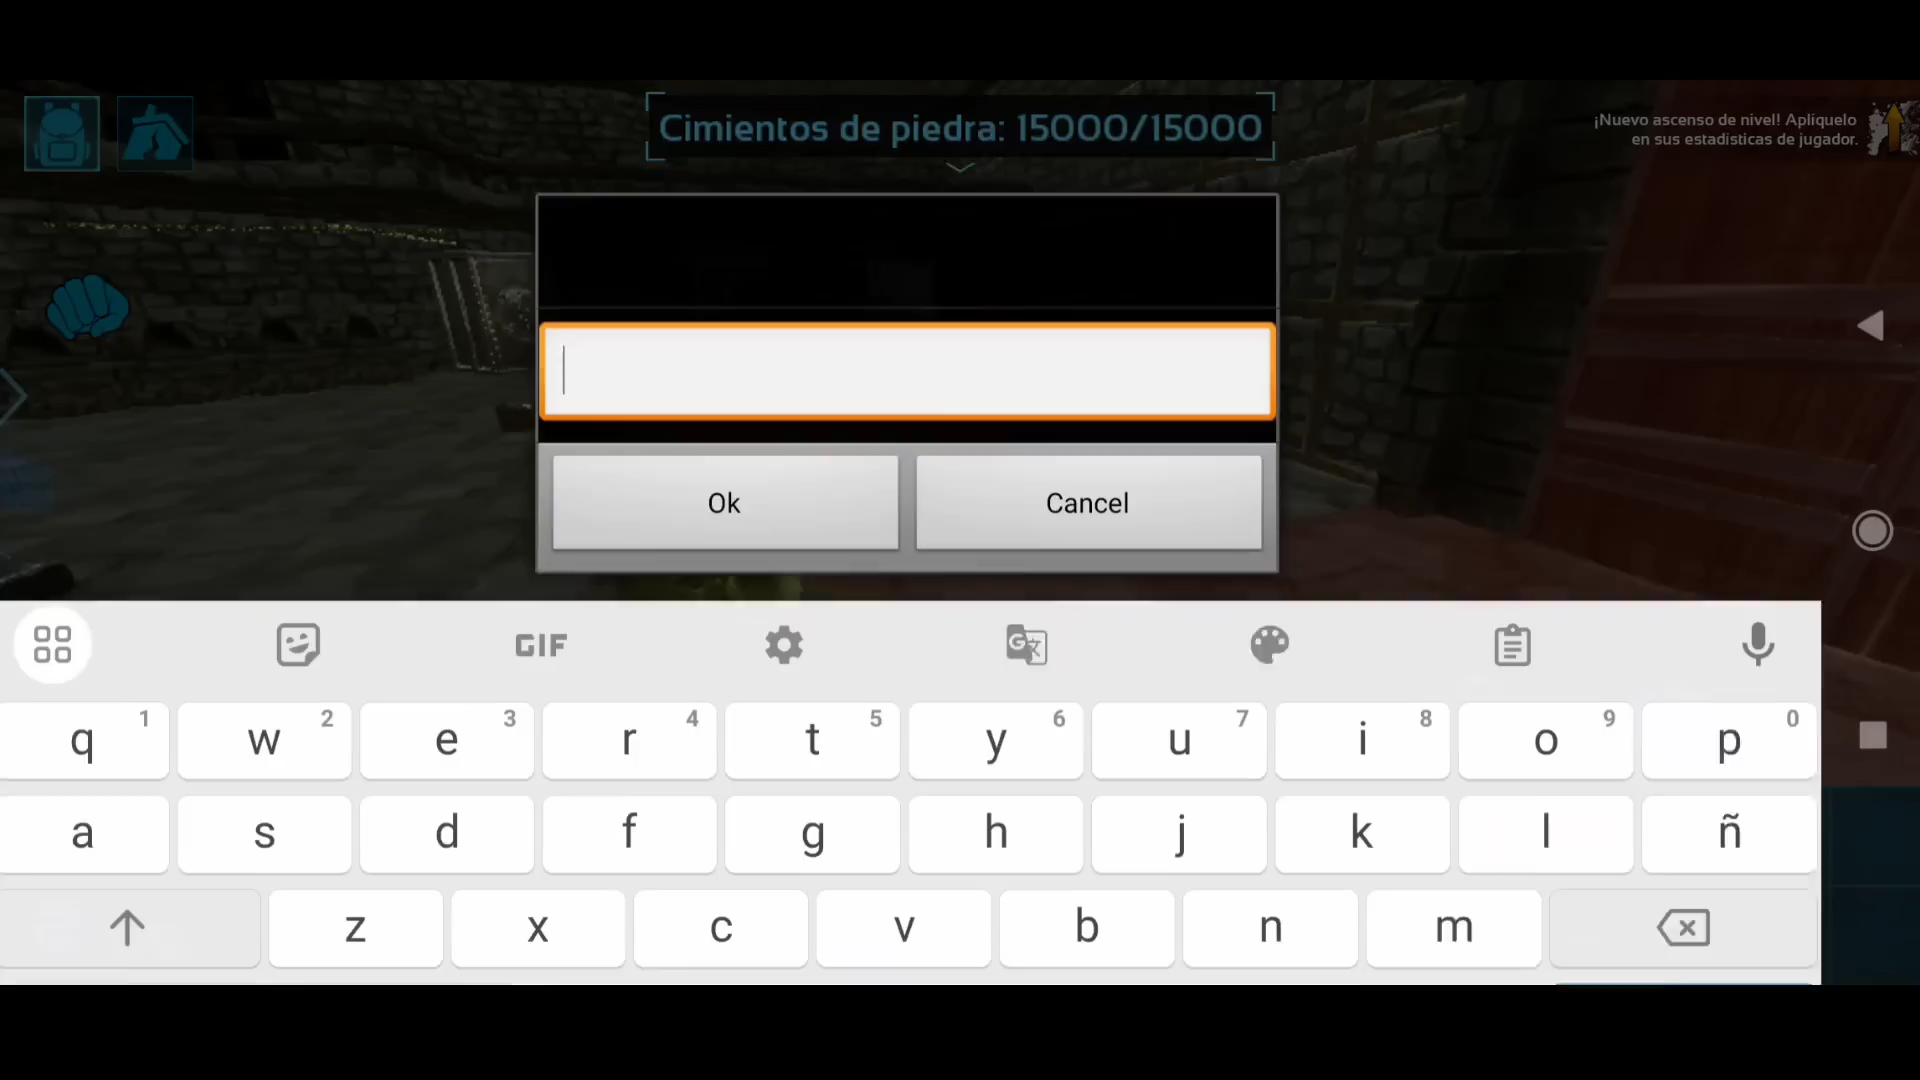 Cimientos de piedra: 15000/15000
¡Nuevo ascenso de nivel! Aplíquelo
en sus estadísticas de jugador.
Ok Cancel
GIF
q 1 w 2 e 3 r 4 t 5 y 6 u 7 i 8 o 9 p 0
a s d f g h j k l ñ
z x c v b n m